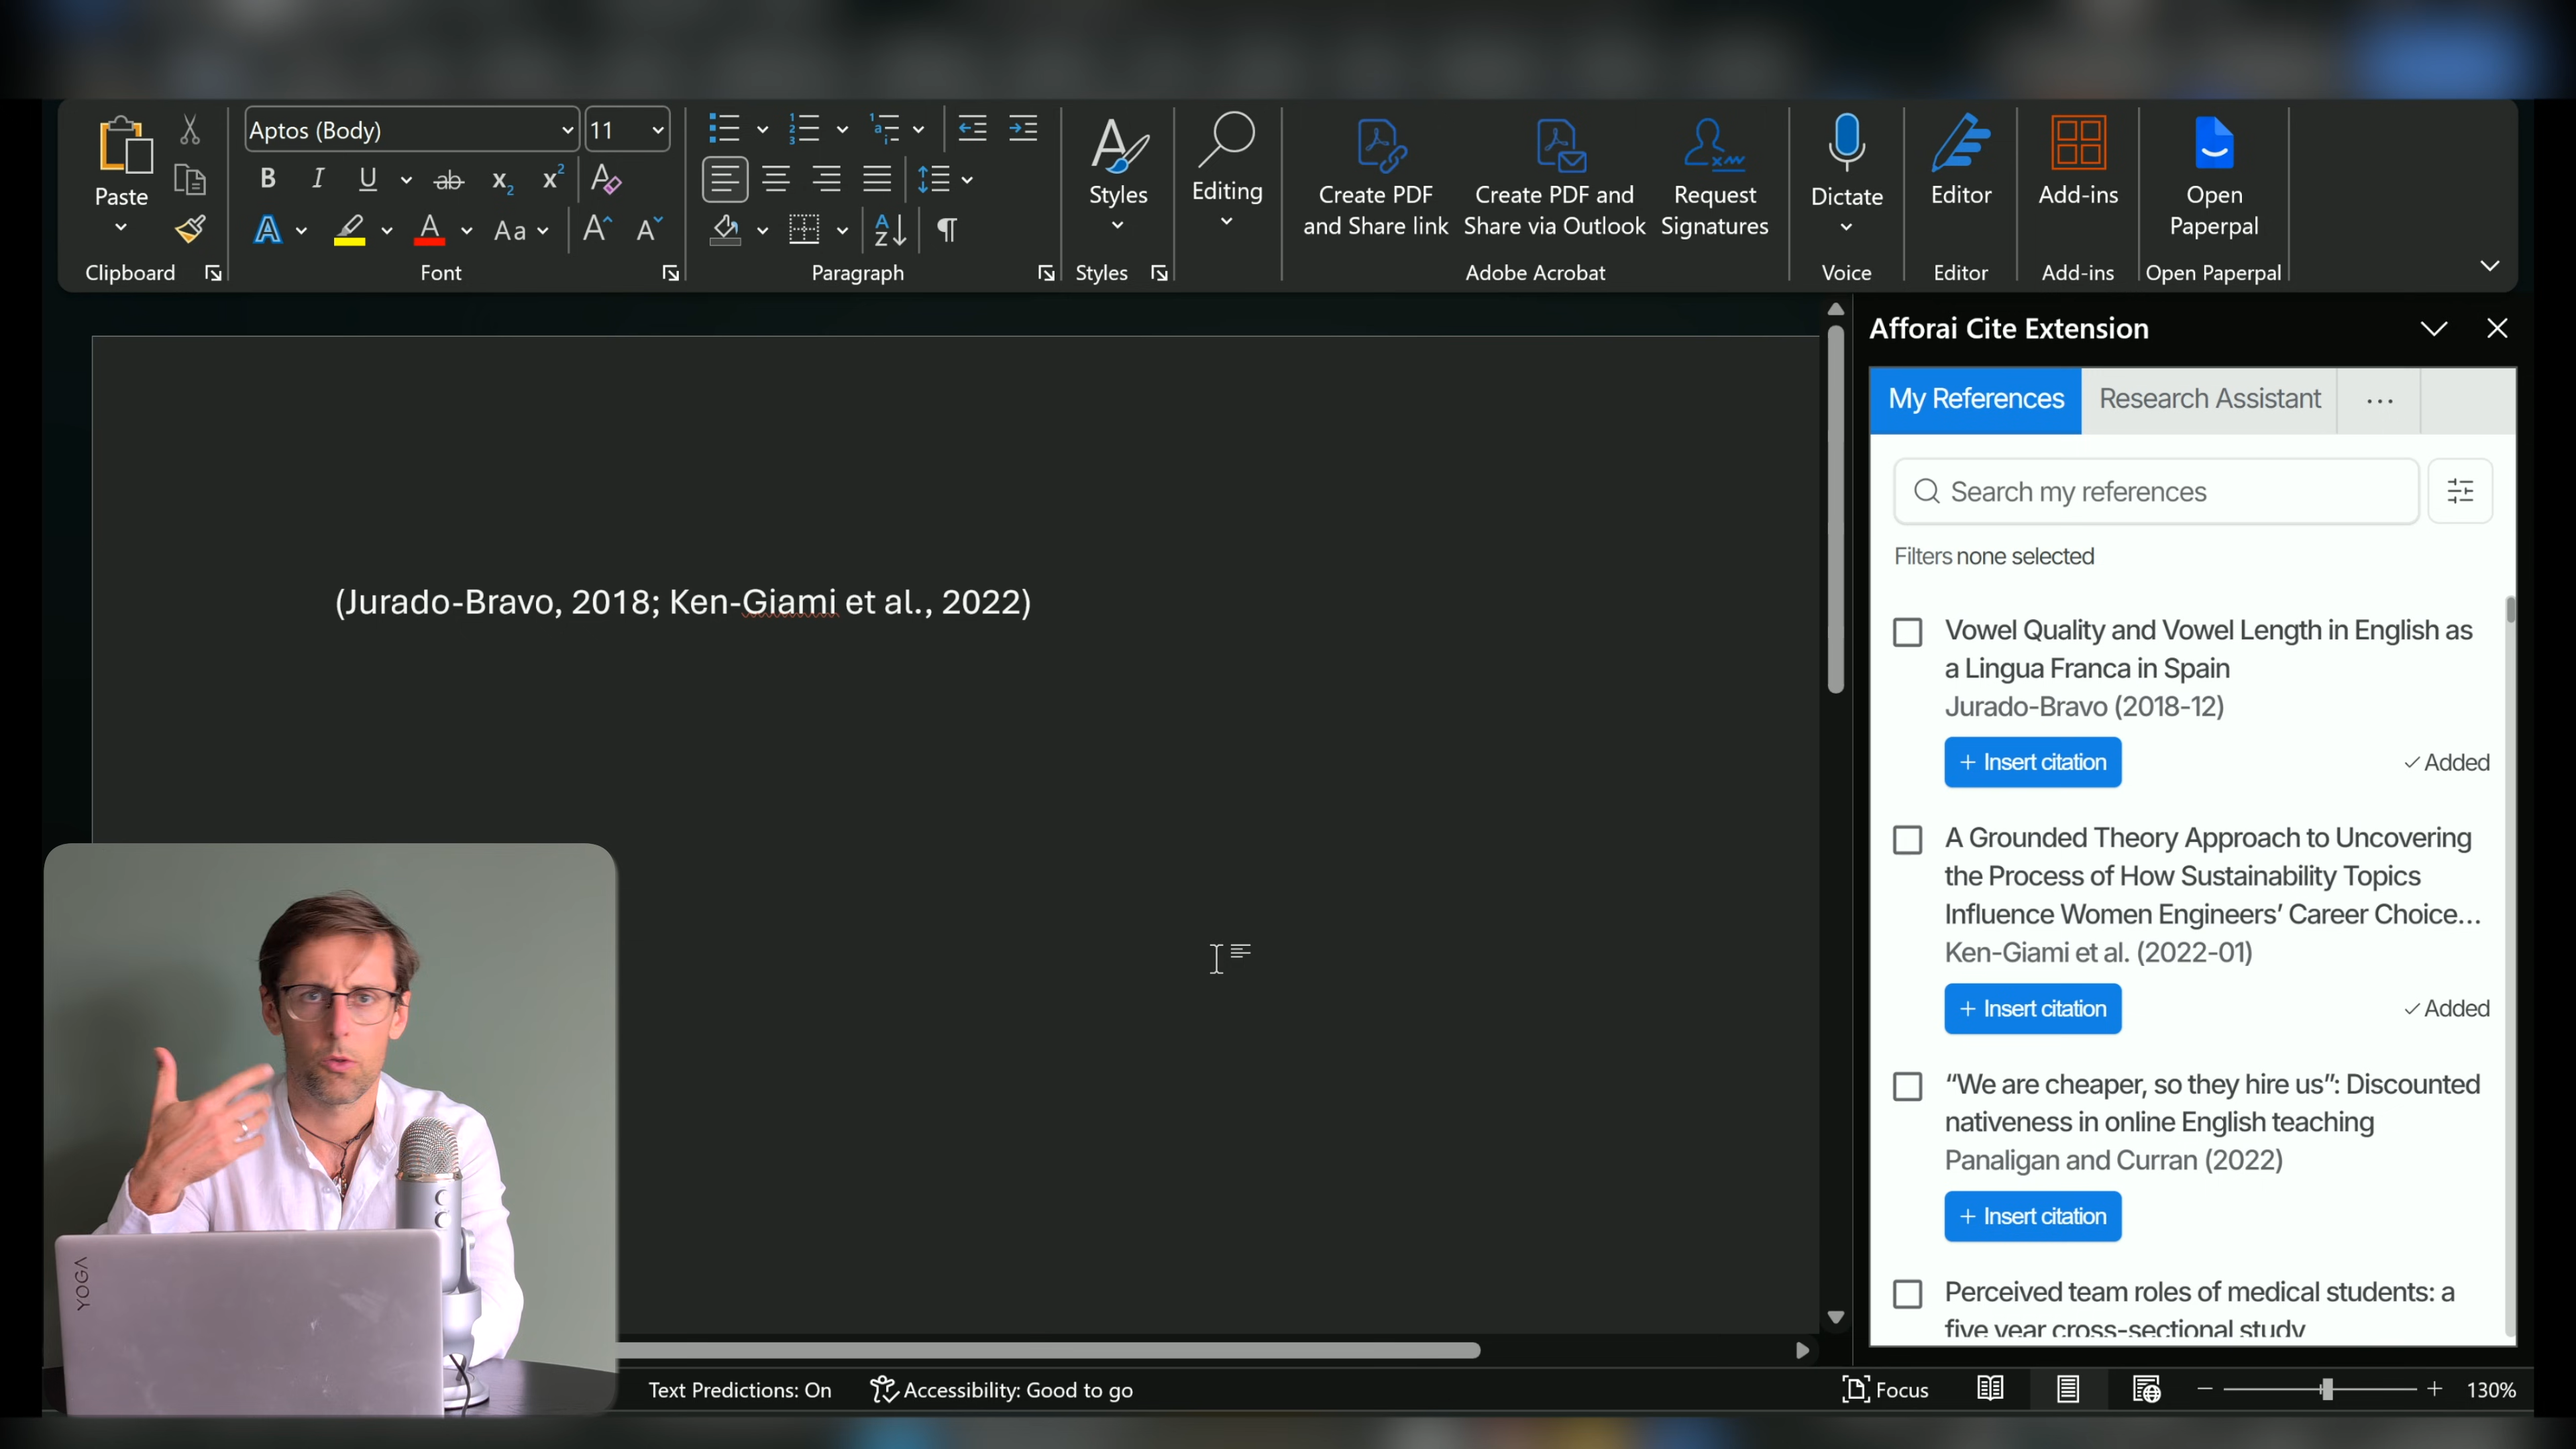 Aptos (Body)
11
Paste
Clipboard
B I U ab x₂ x²
A A Aa A A
Font
Paragraph
Styles
Styles
Editing
Create PDF
and Share link
Create PDF and
Share via Outlook
Request
Signatures
Adobe Acrobat
Dictate
Voice
Editor
Editor
Add-ins
Add-ins
Open
Paperpal
Open Paperpal
(Jurado-Bravo, 2018; Ken-Giami et al., 2022)
YOGA
Afforai Cite Extension
My References
Research Assistant
...
Search my references
Filters none selected
Vowel Quality and Vowel Length in English as
a Lingua Franca in Spain
Jurado-Bravo (2018-12)
+ Insert citation
✓ Added
A Grounded Theory Approach to Uncovering
the Process of How Sustainability Topics
Influence Women Engineers’ Career Choice...
Ken-Giami et al. (2022-01)
+ Insert citation
✓ Added
“We are cheaper, so they hire us”: Discounted
nativeness in online English teaching
Panaligan and Curran (2022)
+ Insert citation
Perceived team roles of medical students: a
five year cross-sectional study
Text Predictions: On
Accessibility: Good to go
Focus
130%